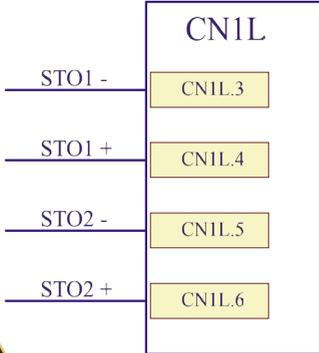 CN1L
STO1 - CN1L.3
STO1 + CN1L.4
STO2 - CN1L.5
STO2 + CN1L.6